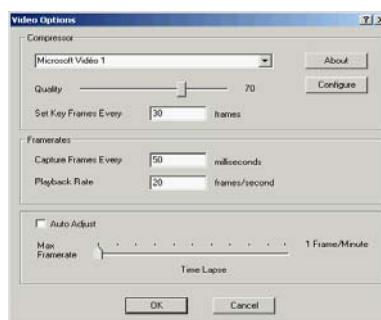 Video Options
Compressor
Microsoft Vidéo 1
About
Quality 70
Configure
Set Key Frames Every 30 frames
Framerates
Capture Frames Every 50 milliseconds
Playback Rate 20 frames/second
Auto Adjust
Max Framerate
1 Frame/Minute
Time Lapse
OK Cancel